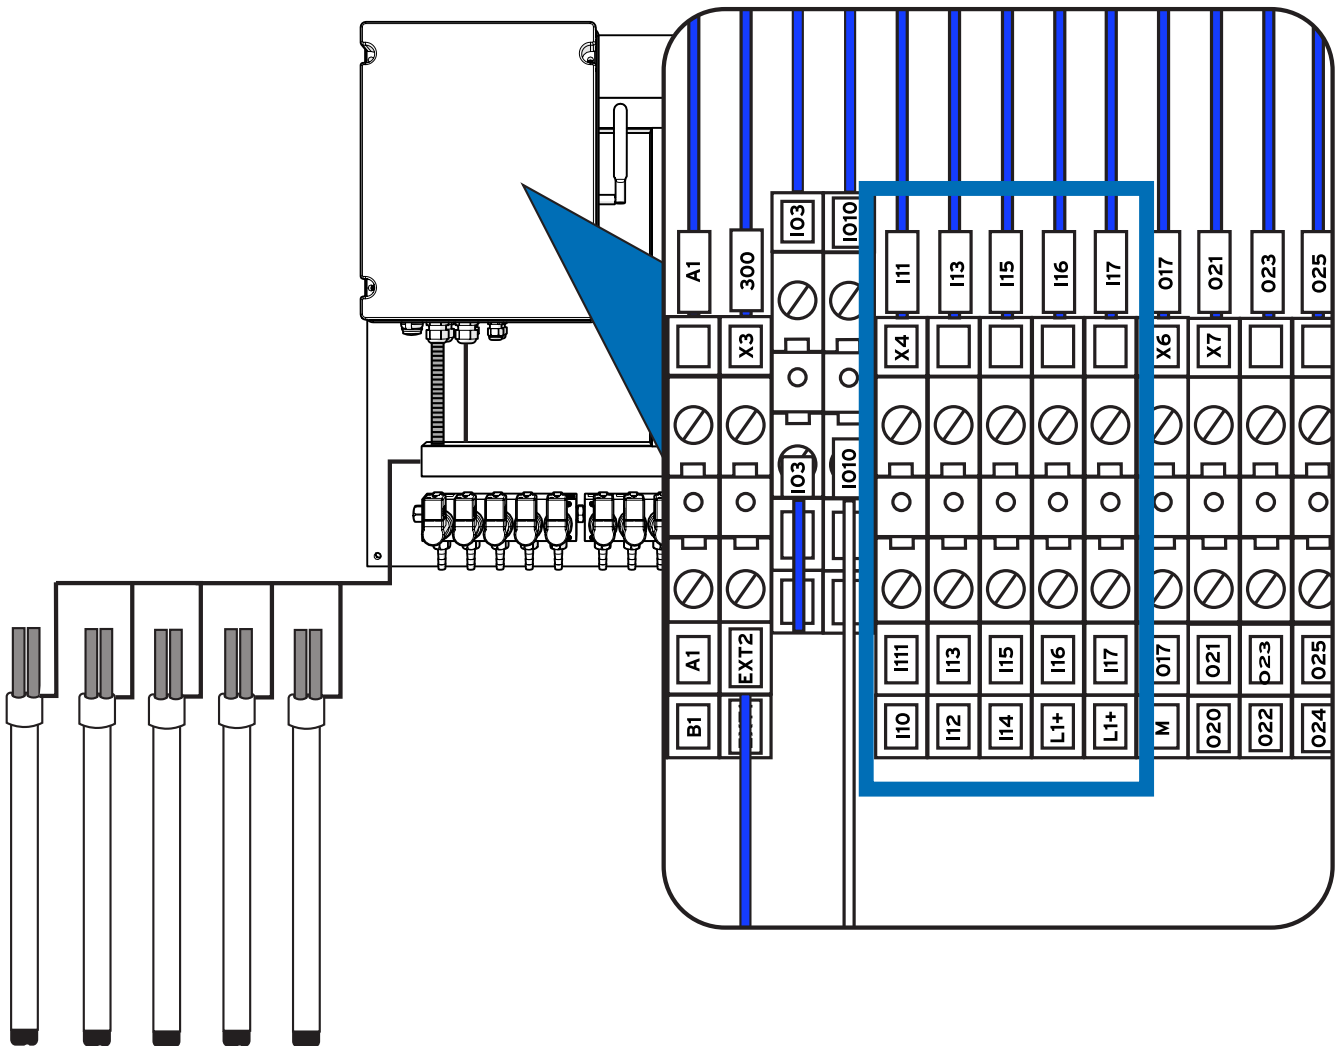 IO3 IO10
A1 300 I11 I13 I15 I16 I17 O17 O21 O23 O25
X3 X4 X6 X7
IO3 IO10
A1 EXT2 I111 I13 I15 I16 I17 O17 O21 O23 O25
B1 I10 I12 I14 L1+ L1+ M O20 O22 O24